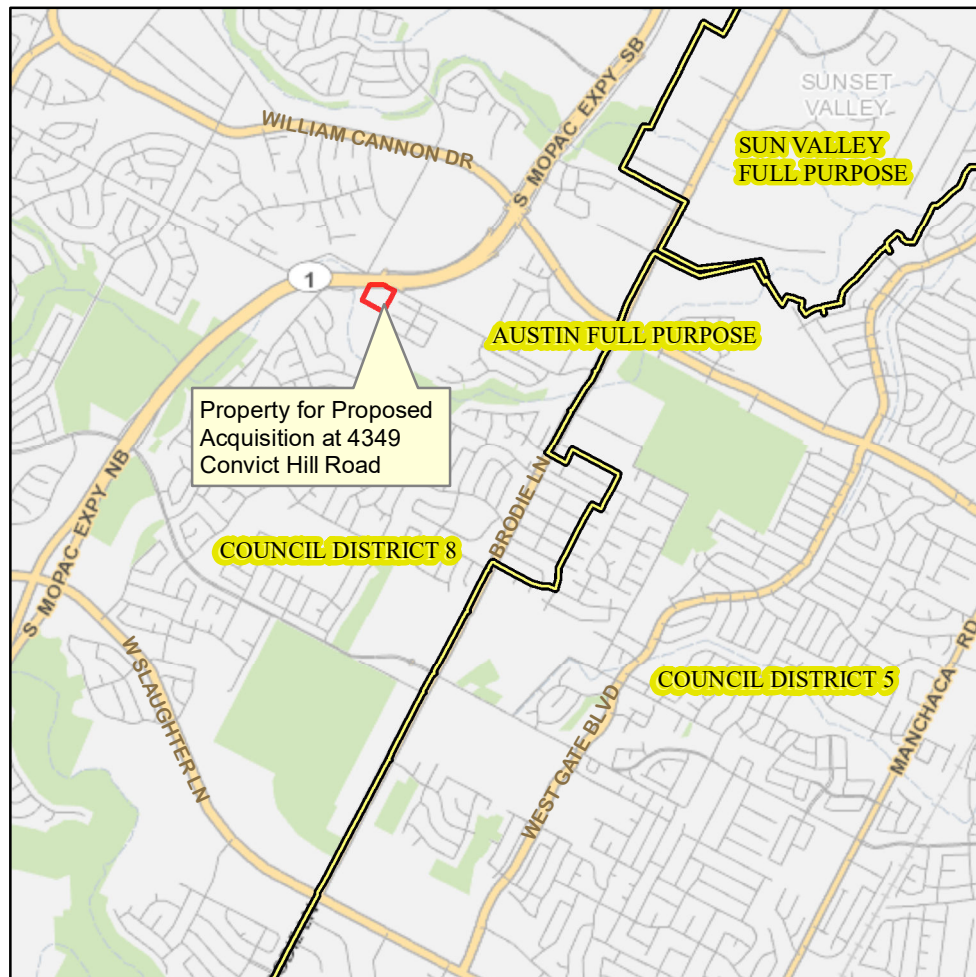 SUNSET
VALLEY
SUN VALLEY
FULL PURPOSE
WILLIAM CANNON DR
S MOPAC EXPY SB
1
AUSTIN FULL PURPOSE
Property for Proposed
Acquisition at 4349
Convict Hill Road
S MOPAC EXPY NB
BRODIE LN
COUNCIL DISTRICT 8
COUNCIL DISTRICT 5
W SLAUGHTER LN
WEST GATE BLVD
MANCHACA RD